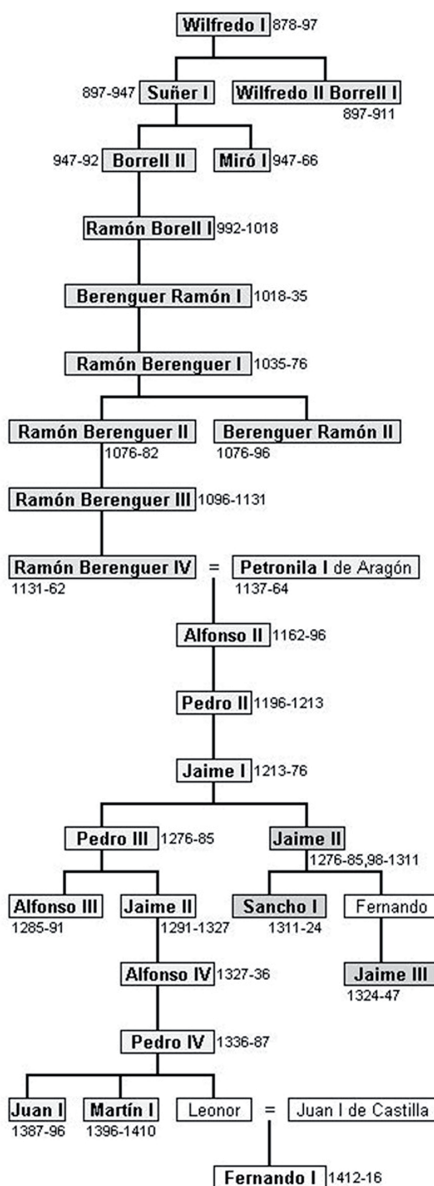 Wilfredo I 878-97
897-947 Suñer I Wilfredo II Borrell I
897-911
947-92 Borrell II Miró I 947-66
Ramón Borell I 992-1018
Berenguer Ramón I 1018-35
Ramón Berenguer I 1035-76
Ramón Berenguer II Berenguer Ramón II
1076-82 1076-96
Ramón Berenguer III 1096-1131
Ramón Berenguer IV = Petronila I de Aragón
1131-62 1137-64
Alfonso II 1162-96
Pedro II 1196-1213
Jaime I 1213-76
Pedro III 1276-85 Jaime II
1276-85,98-1311
Alfonso III Jaime II Sancho I Fernando
1285-91 1291-1327 1311-24
Alfonso IV 1327-36 Jaime III
1324-47
Pedro IV 1336-87
Juan I Martín I Leonor = Juan I de Castilla
1387-96 1396-1410
Fernando I 1412-16